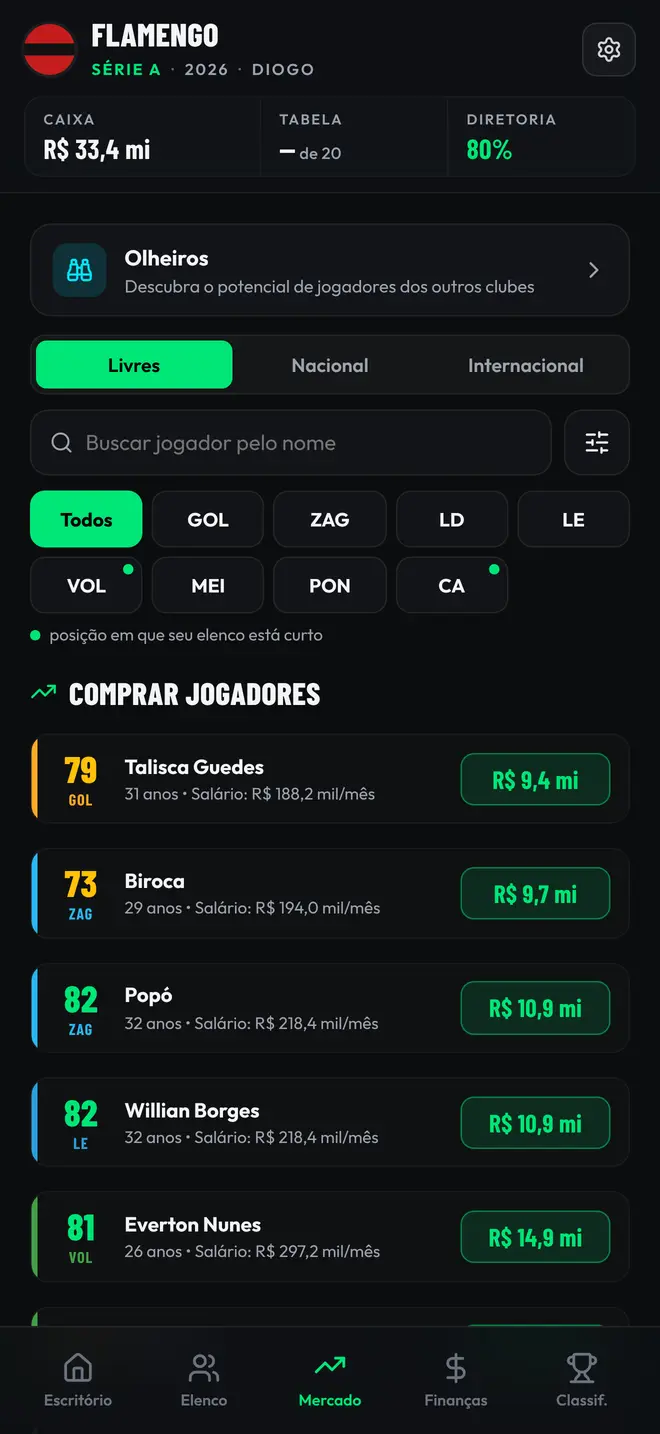 FLAMENGO
SÉRIE A · 2026 · DIOGO
CAIXA
R$ 33,4 mi
TABELA
— de 20
DIRETORIA
80%
Olheiros
Descubra o potencial de jogadores dos outros clubes
Livres
Nacional
Internacional
Buscar jogador pelo nome
Todos
GOL
ZAG
LD
LE
VOL
MEI
PON
CA
posição em que seu elenco está curto
COMPRAR JOGADORES
79
GOL
Talisca Guedes
31 anos • Salário: R$ 188,2 mil/mês
R$ 9,4 mi
73
ZAG
Biroca
29 anos • Salário: R$ 194,0 mil/mês
R$ 9,7 mi
82
ZAG
Popó
32 anos • Salário: R$ 218,4 mil/mês
R$ 10,9 mi
82
LE
Willian Borges
32 anos • Salário: R$ 218,4 mil/mês
R$ 10,9 mi
81
VOL
Everton Nunes
26 anos • Salário: R$ 297,2 mil/mês
R$ 14,9 mi
Escritório
Elenco
Mercado
Finanças
Classif.